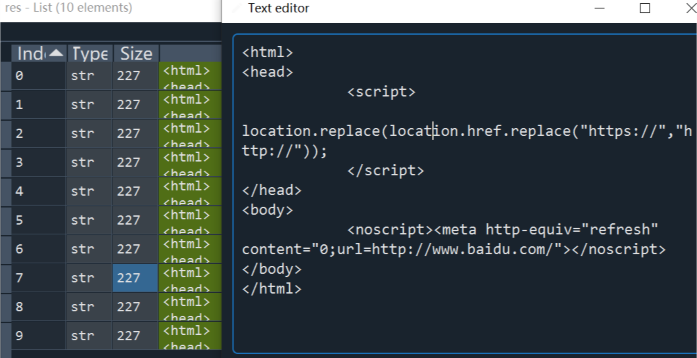 res - List (10 elements)
Inde Type Size
0 str 227 <html>
<head>
1 str 227 <html>
<head>
2 str 227 <html>
<head>
3 str 227 <html>
<head>
4 str 227 <html>
<head>
5 str 227 <html>
<head>
6 str 227 <html>
<head>
7 str 227 <html>
<head>
8 str 227 <html>
<head>
9 str 227 <html>
<head>
Text editor
<html>
<head>
<script>
location.replace(location.href.replace("https://","h
ttp://"));
</script>
</head>
<body>
<noscript><meta http-equiv="refresh"
content="0;url=http://www.baidu.com/"></noscript>
</body>
</html>